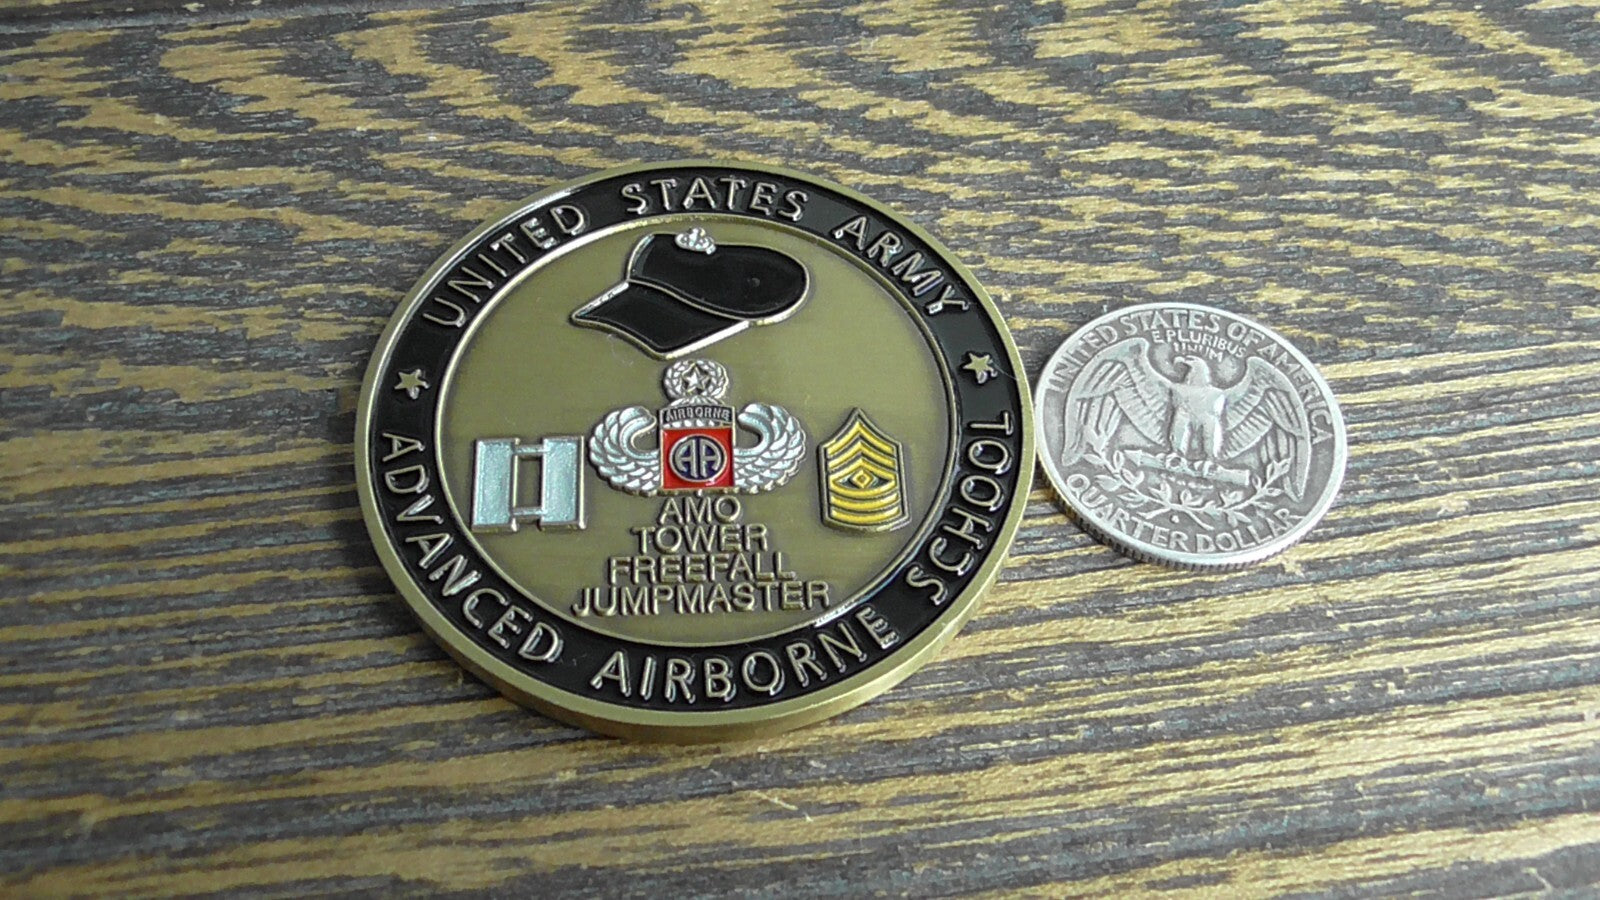 UNITED STATES ARMY
AIRBORNE
AA
AMO
TOWER
FREEFALL
JUMPMASTER
ADVANCED AIRBORNE SCHOOL
UNITED STATES OF AMERICA
E PLURIBUS
UNUM
QUARTER DOLLAR